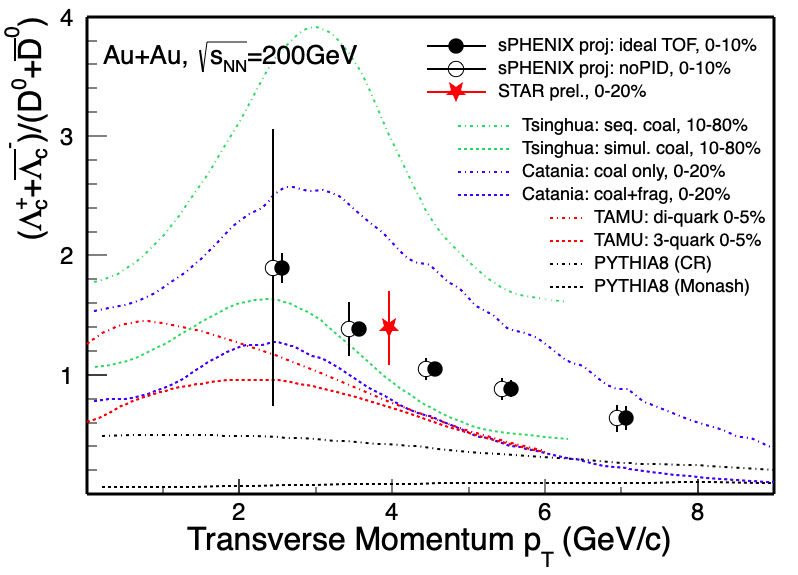 4
3
2
1
(Λc⁺+Λ̅c⁻)/(D⁰+D̅⁰)
Au+Au, √sNN=200GeV
sPHENIX proj: ideal TOF, 0-10%
sPHENIX proj: noPID, 0-10%
STAR prel., 0-20%
Tsinghua: seq. coal, 10-80%
Tsinghua: simul. coal, 10-80%
Catania: coal only, 0-20%
Catania: coal+frag, 0-20%
TAMU: di-quark 0-5%
TAMU: 3-quark 0-5%
PYTHIA8 (CR)
PYTHIA8 (Monash)
2 4 6 8
Transverse Momentum pT (GeV/c)